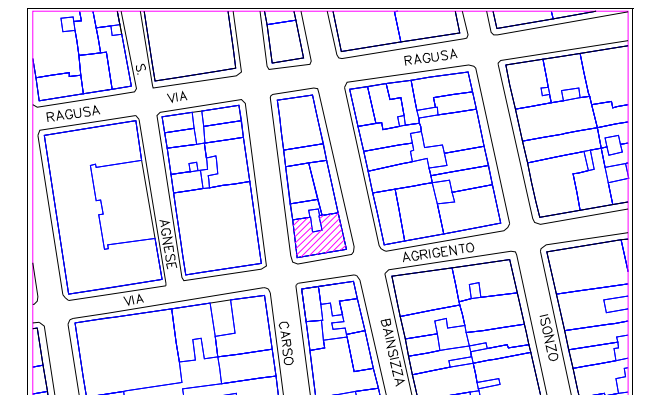 RAGUSA
S.
VIA
RAGUSA
AGNESE
AGRIGENTO
VIA
CARSO
BAINSIZZA
ISONZO